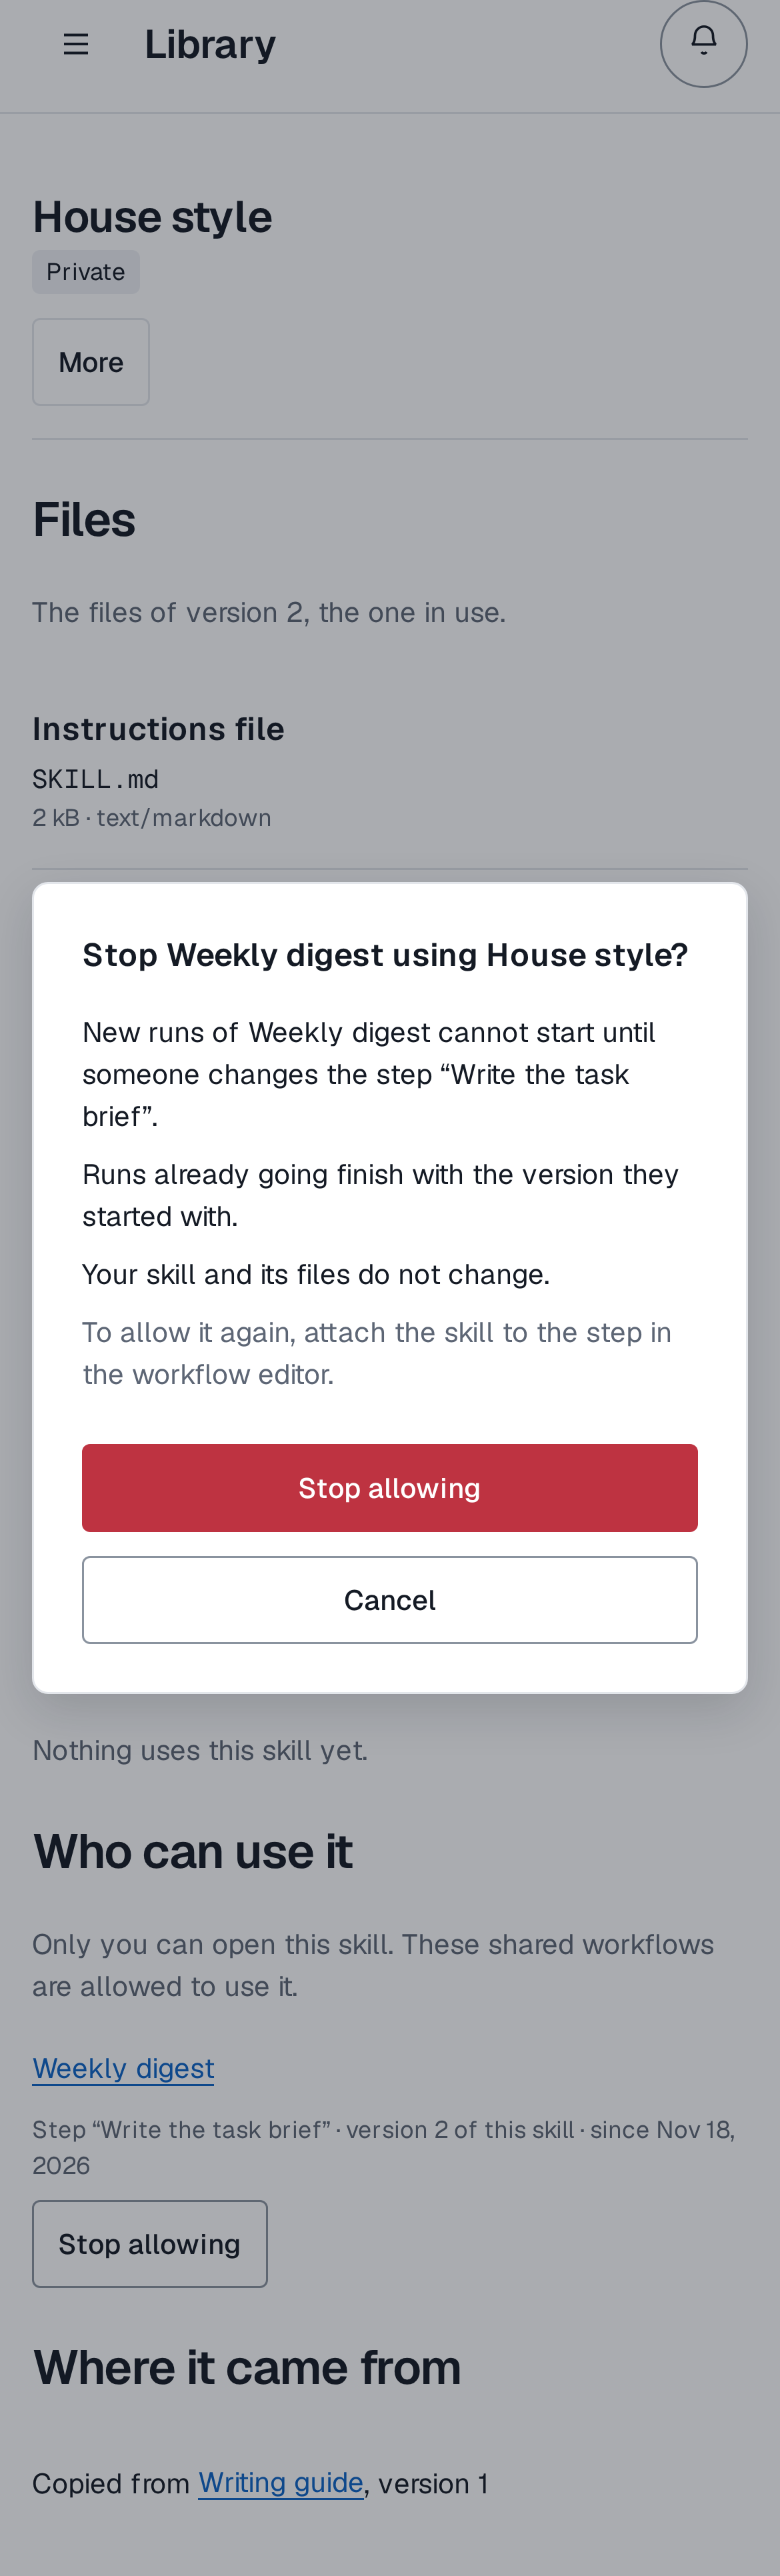 Library
House style
Private
More
Files
The files of version 2, the one in use.
Instructions file
SKILL.md
2 kB · text/markdown
Stop Weekly digest using House style?
New runs of Weekly digest cannot start until
someone changes the step “Write the task
brief”.
Runs already going finish with the version they
started with.
Your skill and its files do not change.
To allow it again, attach the skill to the step in
the workflow editor.
Stop allowing
Cancel
Nothing uses this skill yet.
Who can use it
Only you can open this skill. These shared workflows
are allowed to use it.
Weekly digest
Step “Write the task brief” · version 2 of this skill · since Nov 18,
2026
Stop allowing
Where it came from
Copied from Writing guide, version 1